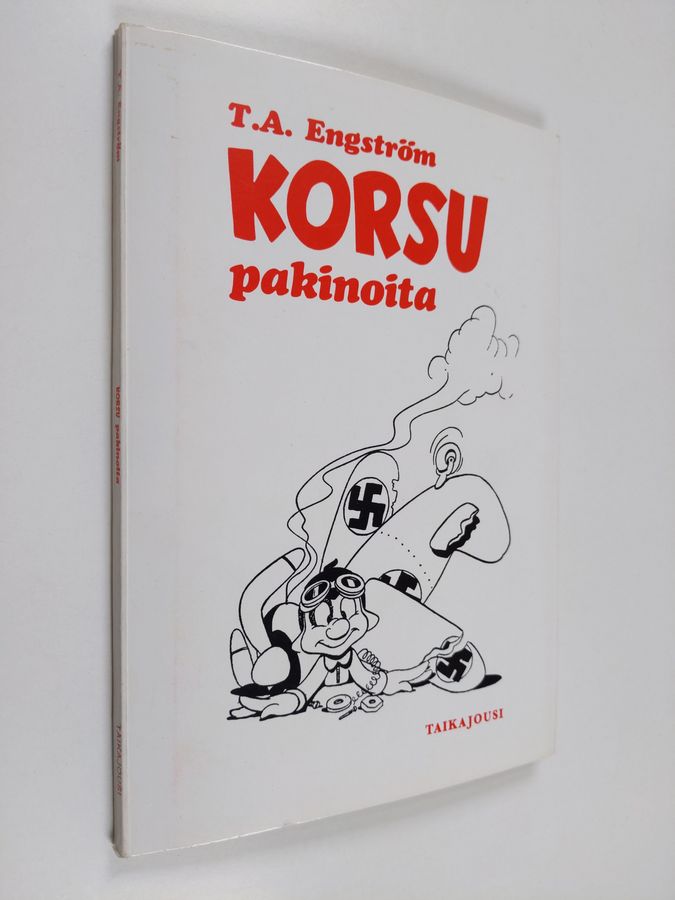 T.A. Engström
KORSU
pakinoita
TAIKAJOUSI
T.A. Engström
KORSU pakinoita
TAIKAJOUSI